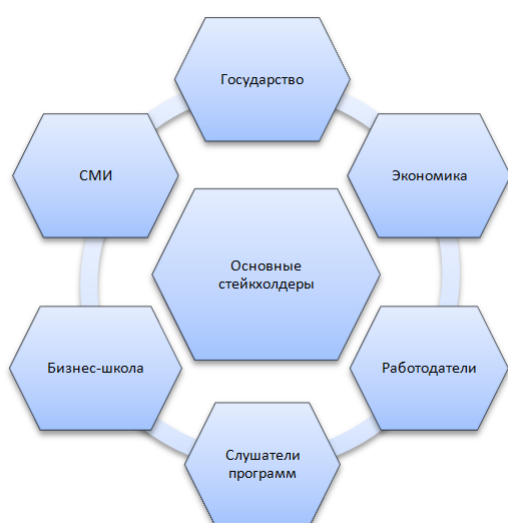 Государство
СМИ
Экономика
Основные
стейкхолдеры
Бизнес-школа
Работодатели
Слушатели
программ